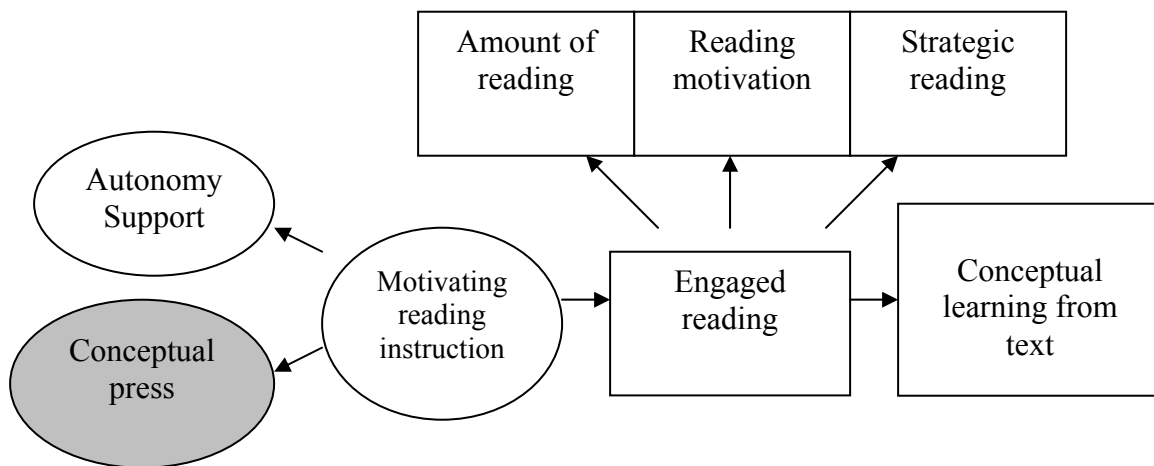 Amount of
reading
Reading
motivation
Strategic
reading
Autonomy
Support
Conceptual
press
Motivating
reading
instruction
Engaged
reading
Conceptual
learning from
text